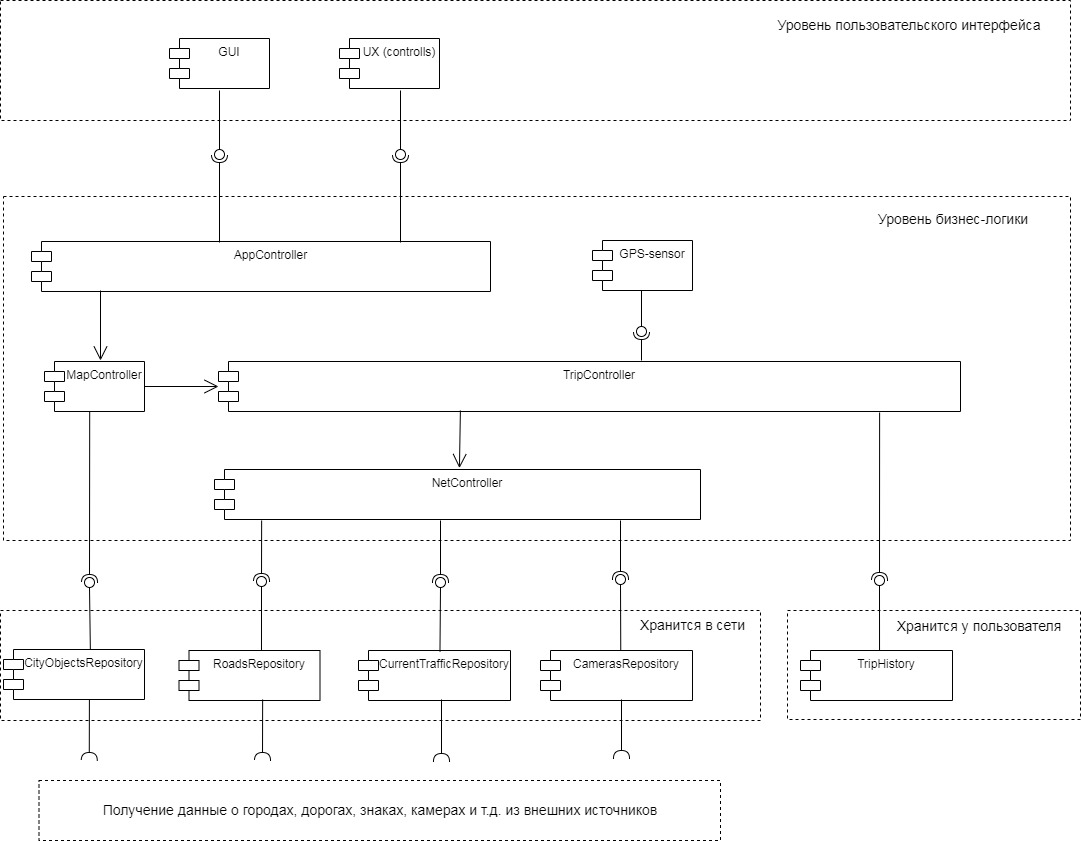 Уровень пользовательского интерфейса
GUI
UX (controlls)
Уровень бизнес-логики
AppController
GPS-sensor
MapController
TripController
NetController
Хранится в сети
Хранится у пользователя
CityObjectsRepository
RoadsRepository
CurrentTrafficRepository
CamerasRepository
TripHistory
Получение данные о городах, дорогах, знаках, камерах и т.д. из внешних источников